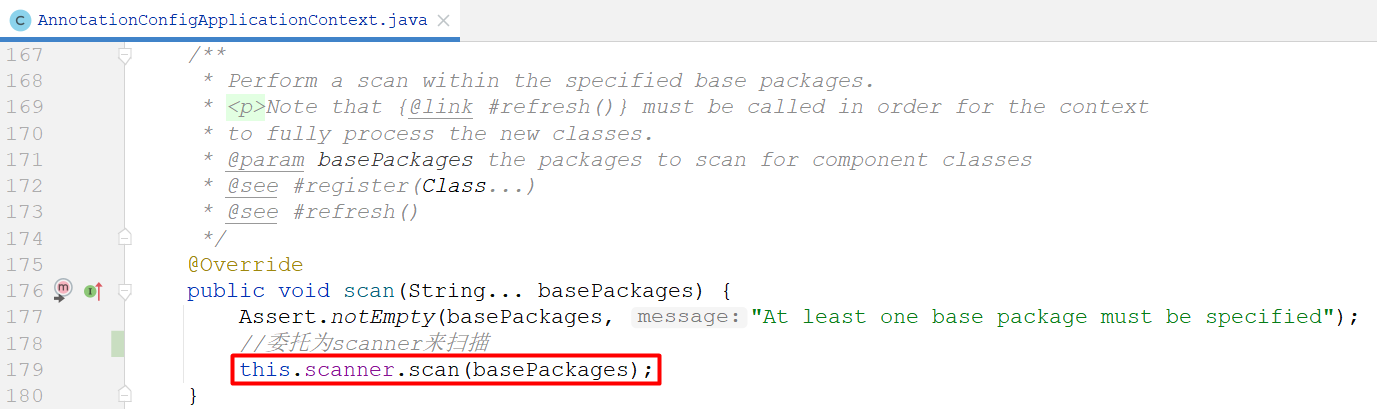 C AnnotationConfigApplicationContext.java
167 /**
168 * Perform a scan within the specified base packages.
169 * <p>Note that {@link #refresh()} must be called in order for the context
170 * to fully process the new classes.
171 * @param basePackages the packages to scan for component classes
172 * @see #register(Class...)
173 * @see #refresh()
174 */
175 @Override
176 m I public void scan(String... basePackages) {
177 Assert.notEmpty(basePackages, message: "At least one base package must be specified");
178 //委托为scanner来扫描
179 this.scanner.scan(basePackages);
180 }